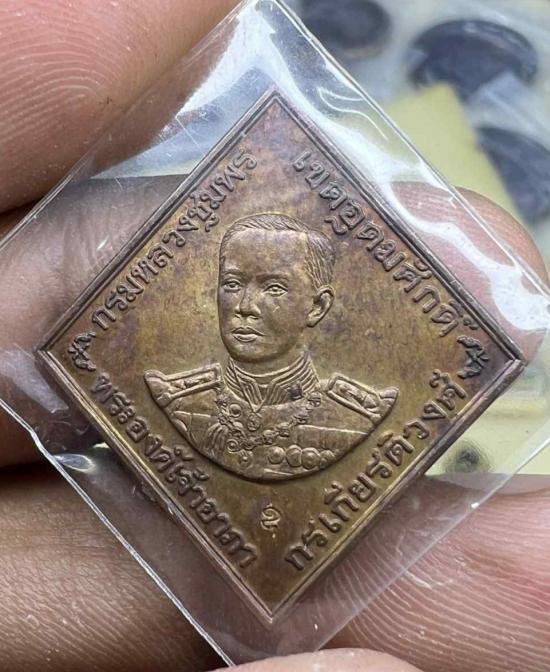 กรมหลวงชุมพร
เขตอุดมศักดิ์
พระองค์เจ้าอาภา
กรเกียรติวงศ์